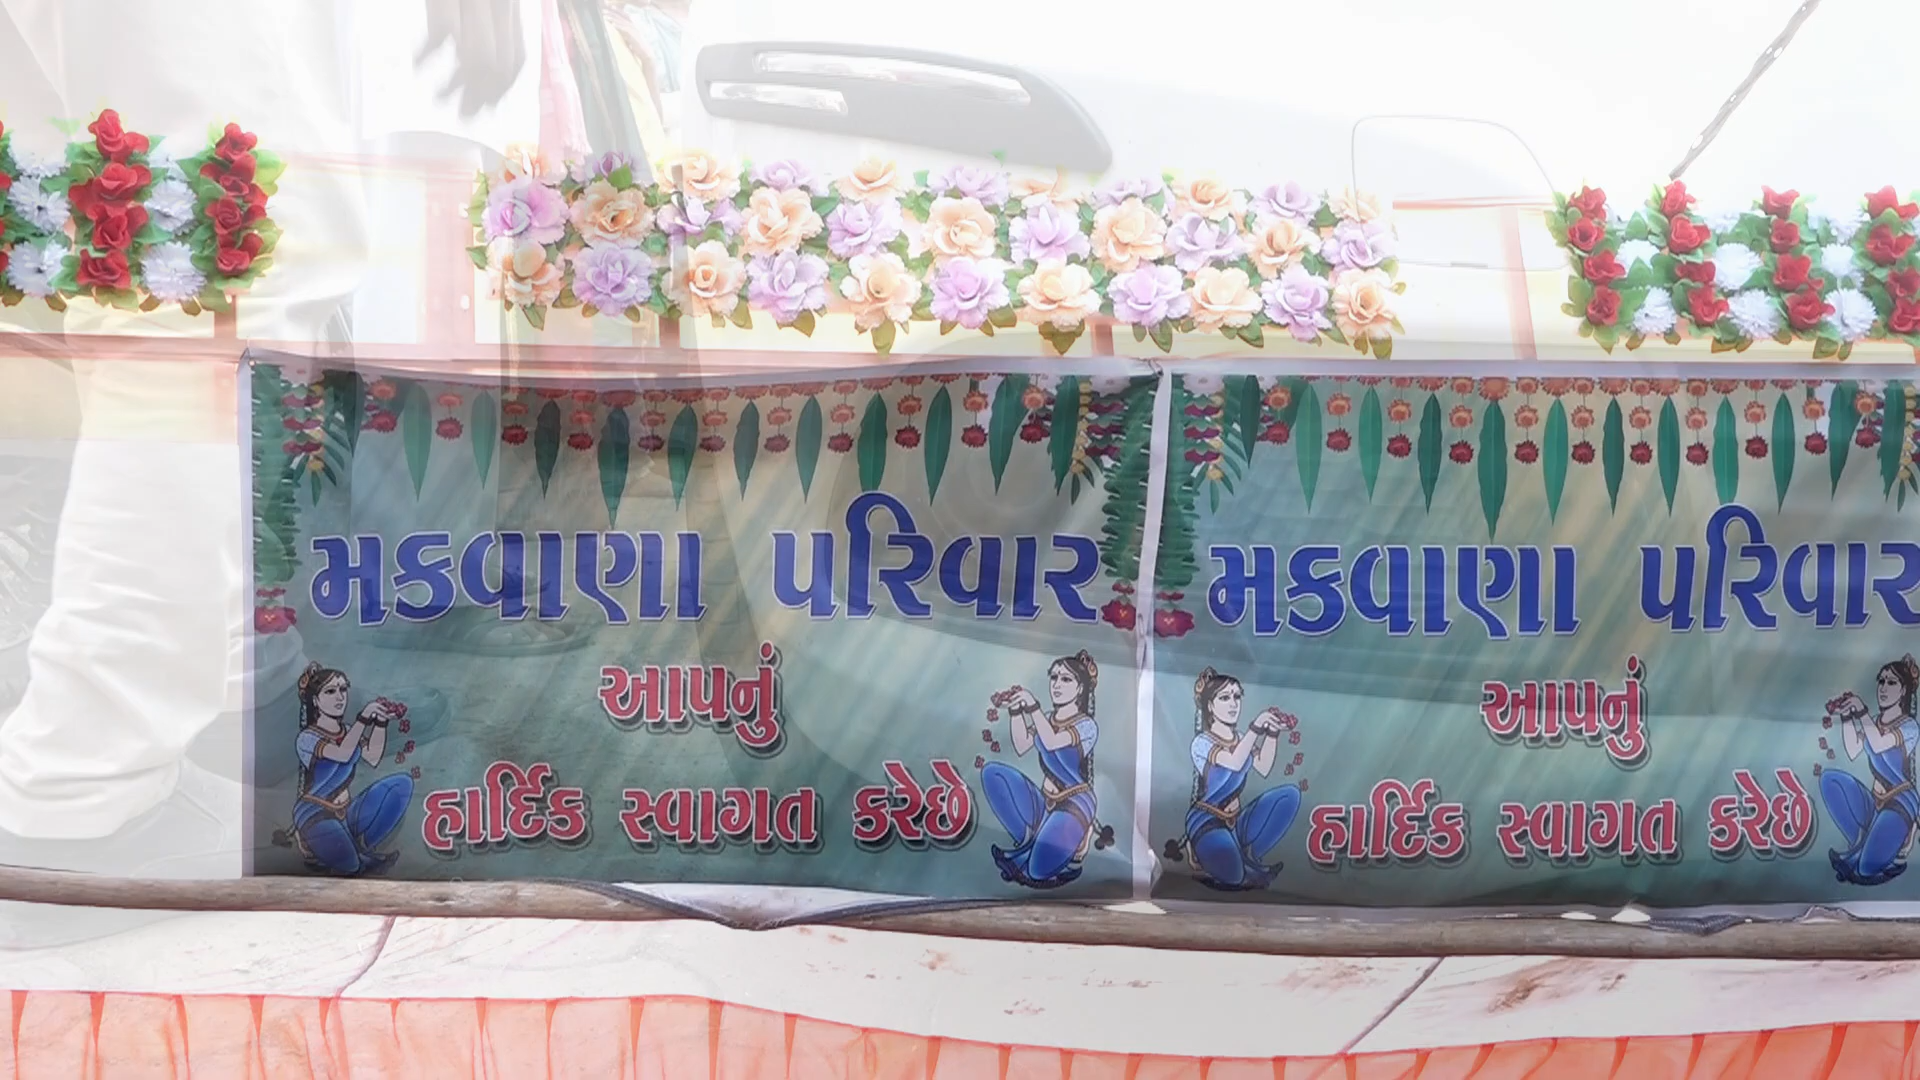 મકવાણા પરિવાર
આપનું
હાર્દિક સ્વાગત કરેછે
મકવાણા પરિવાર
આપનું
હાર્દિક સ્વાગત કરેછે